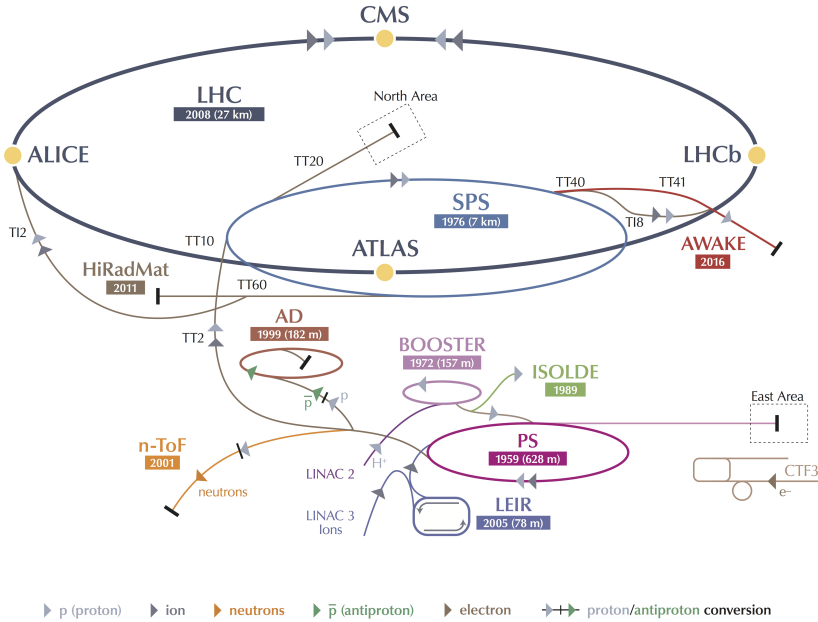 CMS
LHC
2008 (27 km)
North Area
ALICE
LHCb
TT20
TT40
TT41
SPS
1976 (7 km)
TI8
TI2
TT10
ATLAS
AWAKE
2016
HiRadMat
2011
TT60
AD
1999 (182 m)
TT2
BOOSTER
1972 (157 m)
ISOLDE
1989
p̅
p
East Area
n-ToF
2001
PS
1959 (628 m)
H+
LINAC 2
neutrons
CTF3
e–
LEIR
2005 (78 m)
LINAC 3
Ions
p (proton)
ion
neutrons
p̅ (antiproton)
electron
proton/antiproton conversion